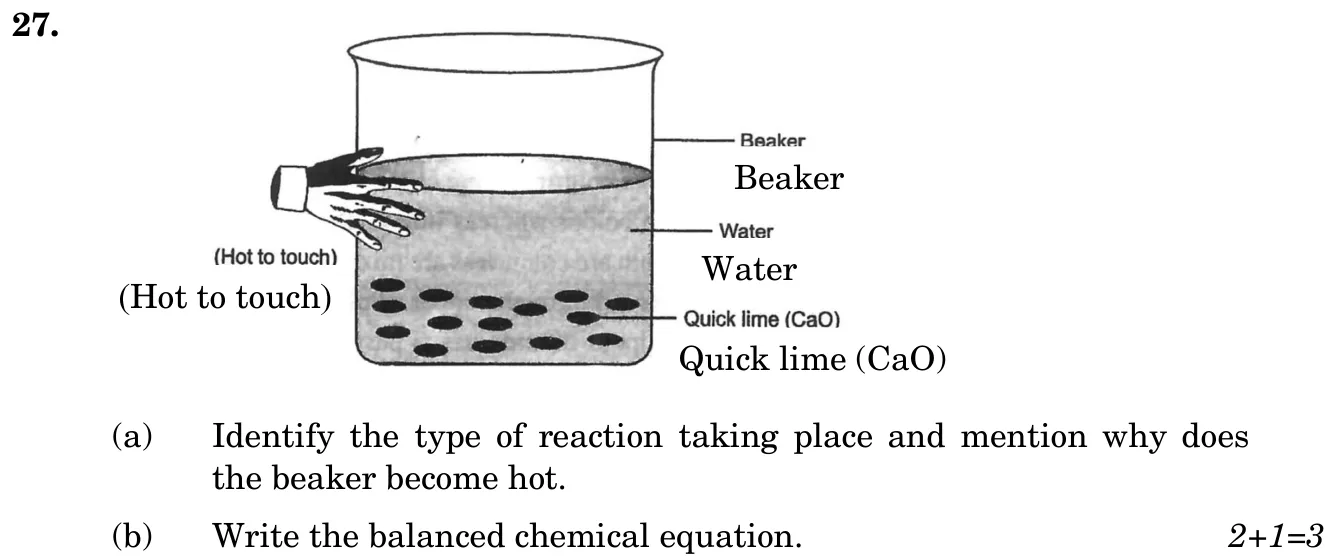 27.
Beaker
Beaker
Water
(Hot to touch)
Water
(Hot to touch)
Quick lime (CaO)
Quick lime (CaO)
(a) Identify the type of reaction taking place and mention why does
the beaker become hot.
(b) Write the balanced chemical equation. 2+1=3